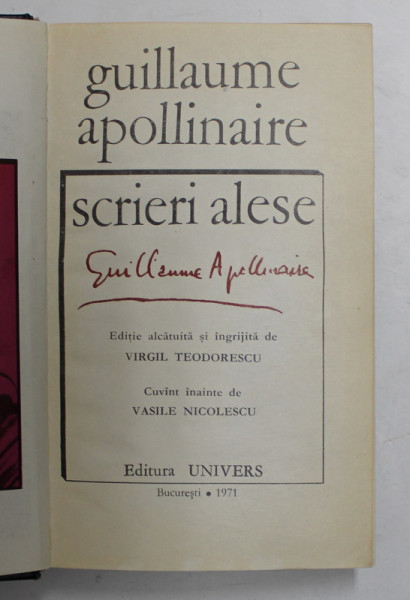 guillaume
apollinaire
scrieri alese
Guillaume Apollinaire
Ediție alcătuită și îngrijită de
VIRGIL TEODORESCU
Cuvînt înainte de
VASILE NICOLESCU
Editura UNIVERS
București • 1971